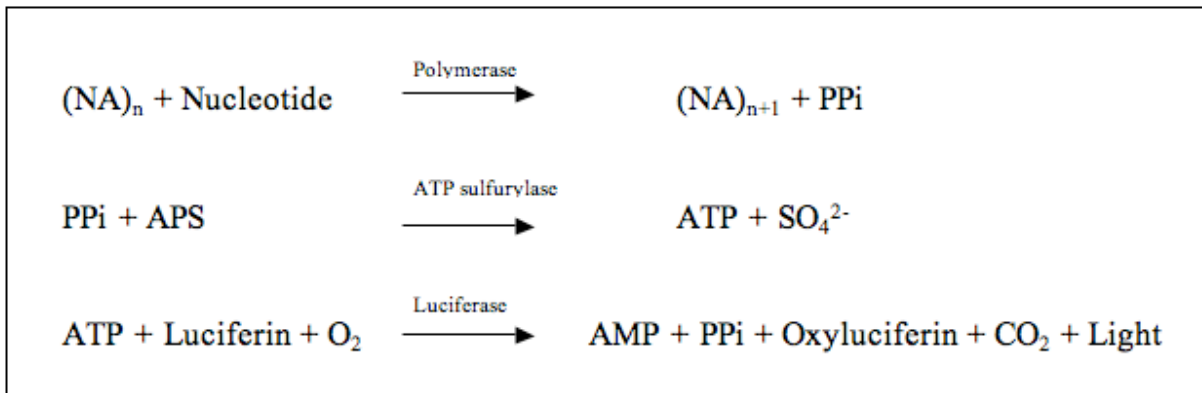 Polymerase
(NA)n + Nucleotide → (NA)n+1 + PPi
ATP sulfurylase
PPi + APS → ATP + SO₄²⁻
Luciferase
ATP + Luciferin + O₂ → AMP + PPi + Oxyluciferin + CO₂ + Light